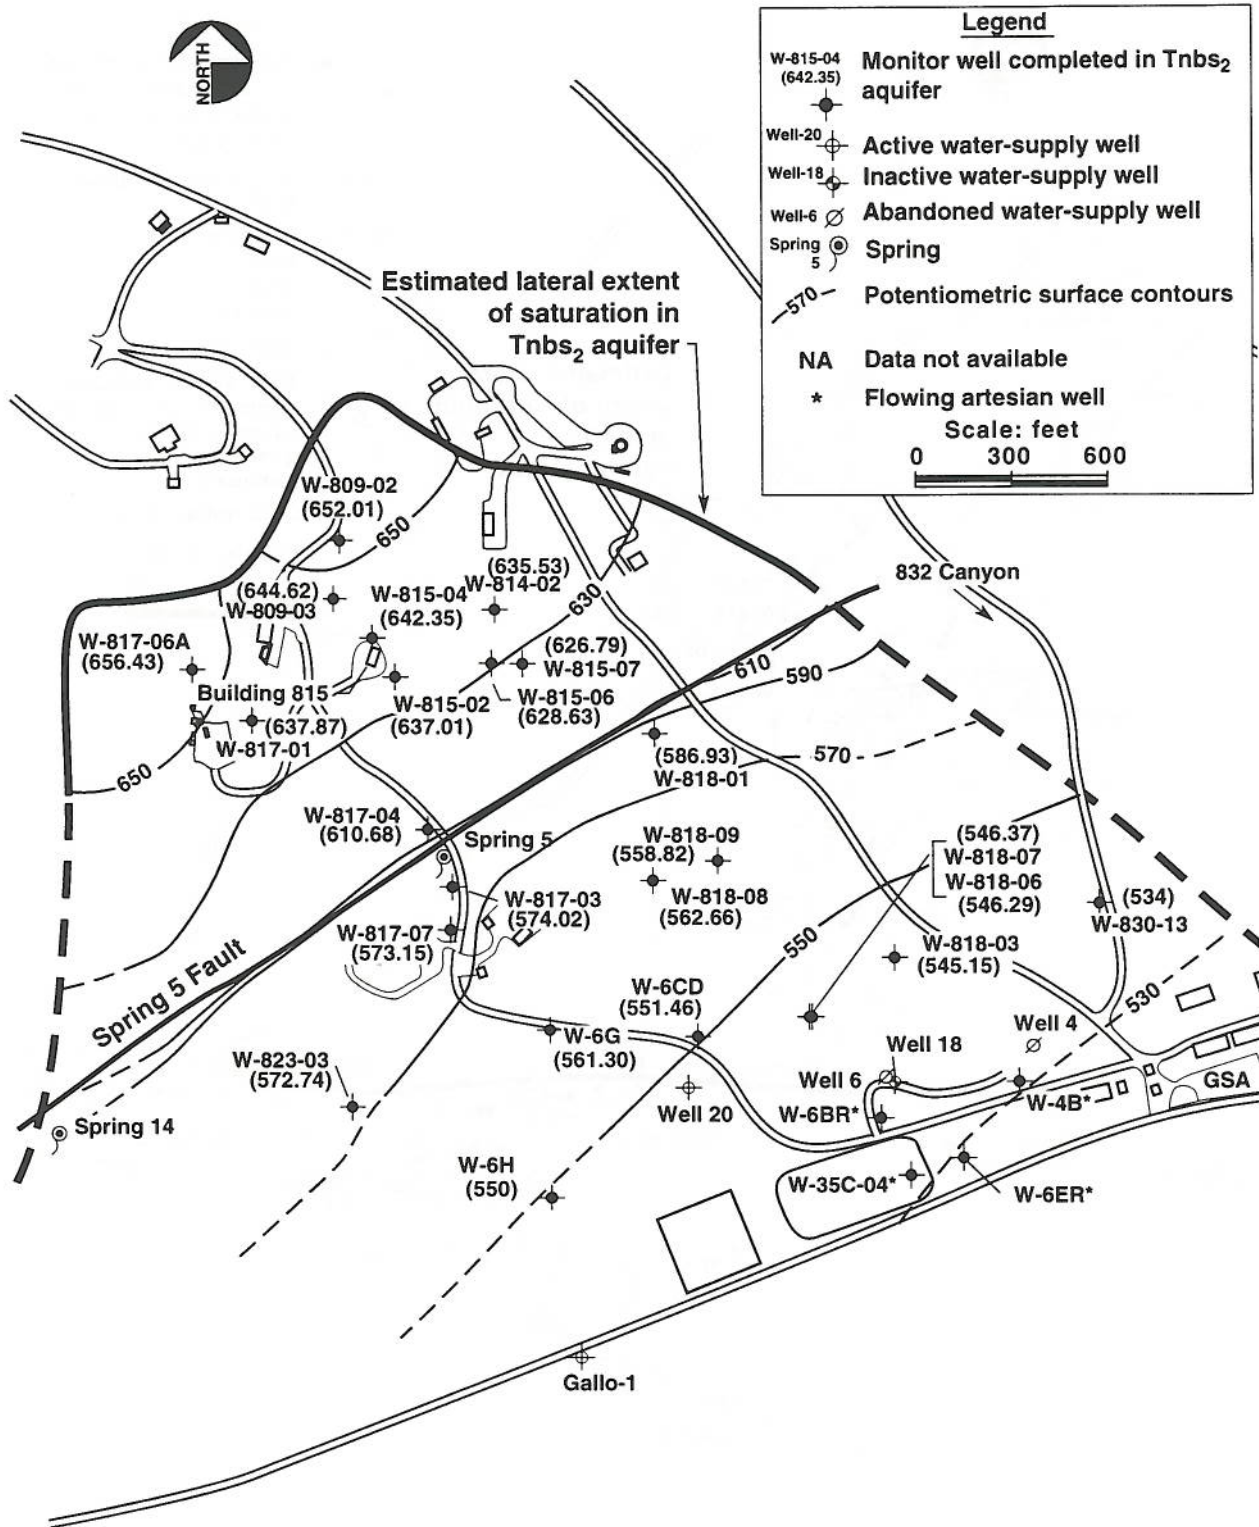 NORTH
Legend
W-815-04
(642.35)
Monitor well completed in Tnbs2
aquifer
Well-20
Active water-supply well
Well-18
Inactive water-supply well
Well-6
Abandoned water-supply well
Spring
5
Spring
570
Potentiometric surface contours
NA
Data not available
*
Flowing artesian well
Scale: feet
0 300 600
Estimated lateral extent
of saturation in
Tnbs2 aquifer
W-809-02
(652.01)
650
(635.53)
W-814-02
832 Canyon
(644.62)
W-809-03
W-815-04
(642.35)
630
W-817-06A
(656.43)
(626.79)
W-815-07
610
590
Building 815
W-815-06
(628.63)
W-815-02
(637.01)
(637.87)
W-817-01
650
(586.93)
W-818-01
570
W-817-04
(610.68)
Spring 5
W-818-09
(558.82)
(546.37)
W-818-07
W-818-06
(546.29)
W-818-08
(562.66)
W-817-03
(574.02)
(534)
W-830-13
W-817-07
(573.15)
550
W-818-03
(545.15)
Spring 5 Fault
W-6CD
(551.46)
530
W-6G
(561.30)
Well 4
Well 18
W-823-03
(572.74)
Well 6
GSA
Well 20
W-6BR*
W-4B*
Spring 14
W-6H
(550)
W-35C-04*
W-6ER*
Gallo-1